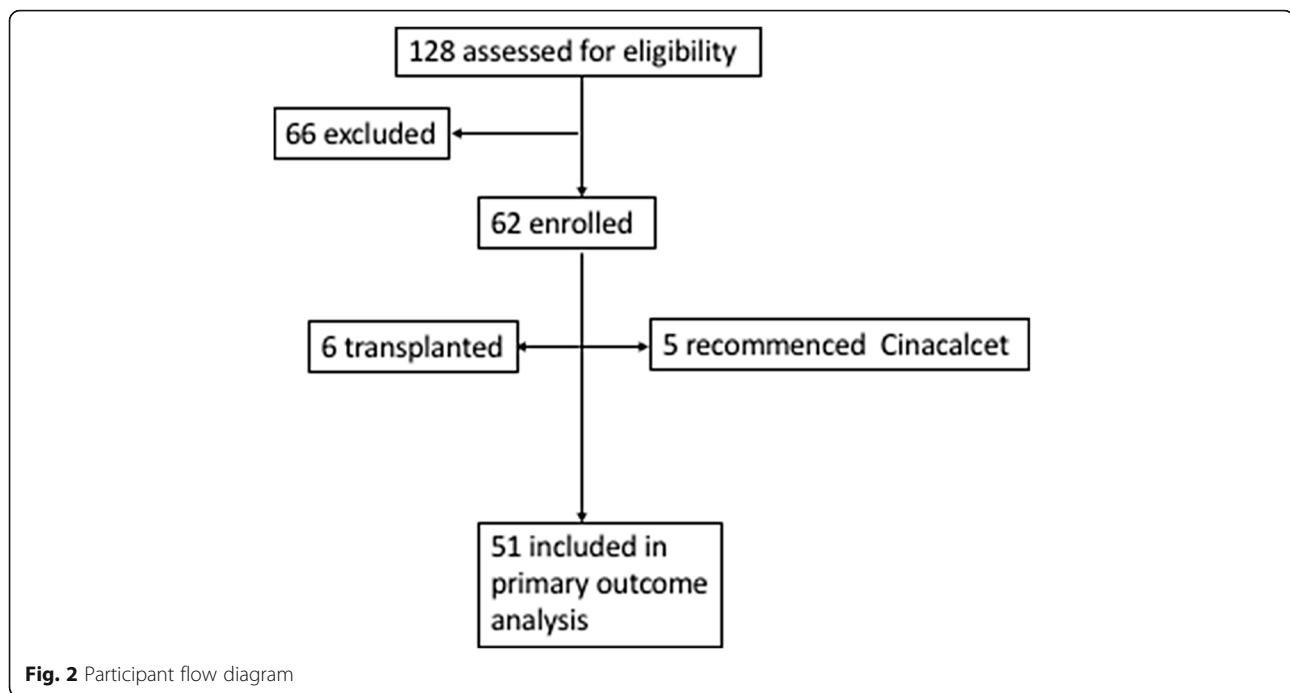 128 assessed for eligibility
66 excluded
62 enrolled
6 transplanted
5 recommenced Cinacalcet
51 included in
primary outcome
analysis
Fig. 2 Participant flow diagram